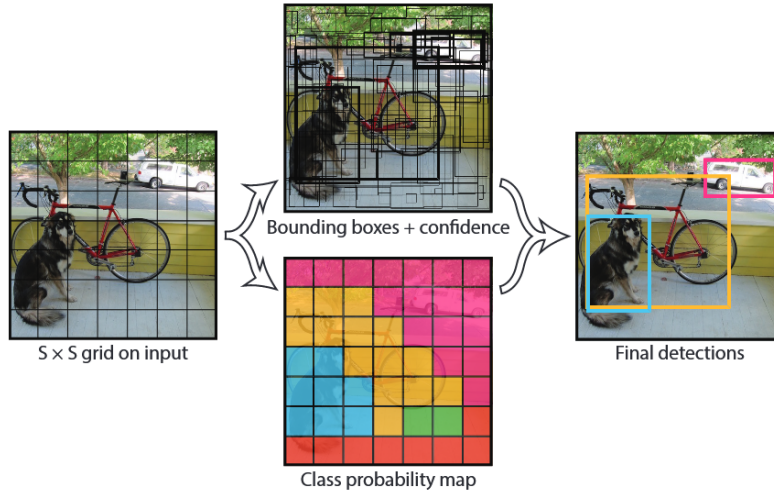 S × S grid on input
Bounding boxes + confidence
Class probability map
Final detections